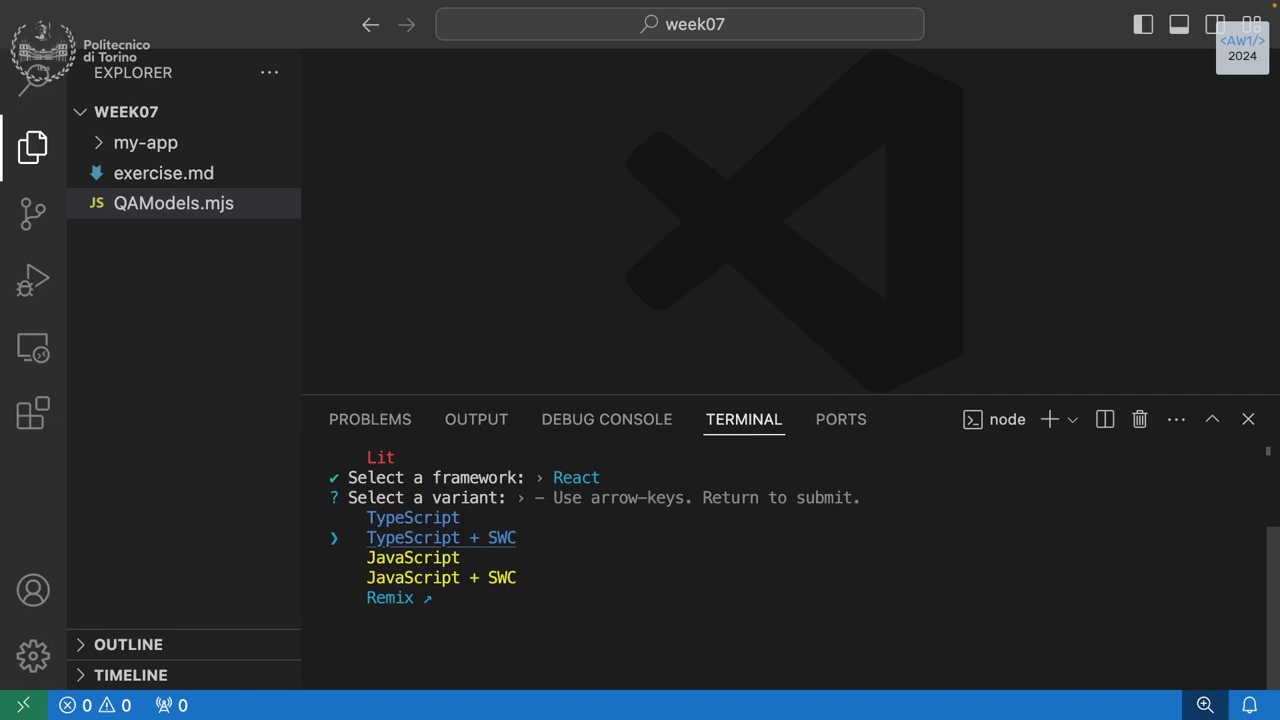 Politecnico
di Torino
week07
<AW1/>
2024
EXPLORER
WEEK07
my-app
exercise.md
JS QAModels.mjs
OUTLINE
TIMELINE
PROBLEMS OUTPUT DEBUG CONSOLE TERMINAL PORTS node
Lit
✔ Select a framework: › React
? Select a variant: › - Use arrow-keys. Return to submit.
TypeScript
❯ TypeScript + SWC
JavaScript
JavaScript + SWC
Remix ↗
0 0 0